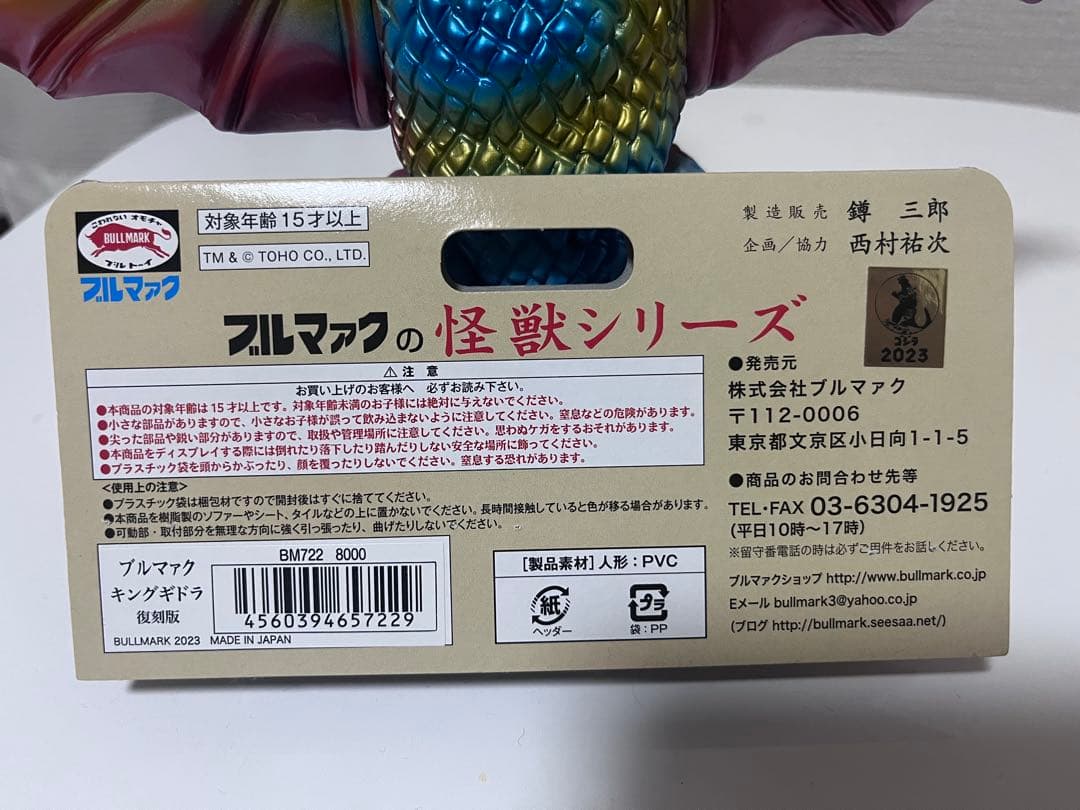 こわれない オモチャ
BULLMARK
ブルトーイ
ブルマァク
対象年齢 15才以上
TM & © TOHO CO., LTD.
製造販売 鐏 三郎
企画／協力 西村祐次
ゴジラ
2023
ブルマァクの怪獣シリーズ
⚠注 意
お買い上げのお客様へ 必ずお読み下さい。
●本商品の対象年齢は15才以上です。対象年齢未満のお子様には絶対に与えないでください。
●小さな部品がありますので、小さなお子様が誤って飲み込まないように注意してください。窒息などの危険があります。
●尖った部品や鋭い部分がありますので、取扱や管理場所に注意してください。思わぬケガをするおそれがあります。
●本商品をディスプレイする際には倒れたり落下したり踏んだりしない安全な場所に飾ってください。
●プラスチック袋を頭からかぶったり、顔を覆ったりしないでください。窒息する恐れがあります。
<使用上の注意>
●プラスチック袋は梱包材ですので開封後はすぐに捨ててください。
●本商品を樹脂製のソファーやシート、タイルなどの上に置かないでください。長時間接触していると色が移る場合があります。
●可動部・取付部分を無理な方向に強く引っ張ったり、曲げたりしないでください。
●発売元
株式会社ブルマァク
〒112-0006
東京都文京区小日向1-1-5
●商品のお問合わせ先等
TEL・FAX 03-6304-1925
(平日10時～17時)
※留守番電話の時は必ずご用件をお話しください。
ブルマァクショップ http://www.bullmark.co.jp
Eメール bullmark3@yahoo.co.jp
(ブログ http://bullmark.seesaa.net/)
ブルマァク
キングギドラ
復刻版
BM722 8000
4560394657229
BULLMARK 2023 MADE IN JAPAN
[製品素材] 人形：PVC
紙
ヘッダー
プラ
袋：PP